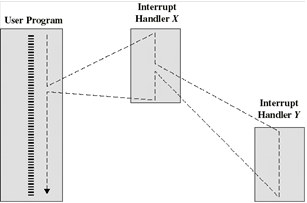 User Program
Interrupt
Handler X
Interrupt
Handler Y